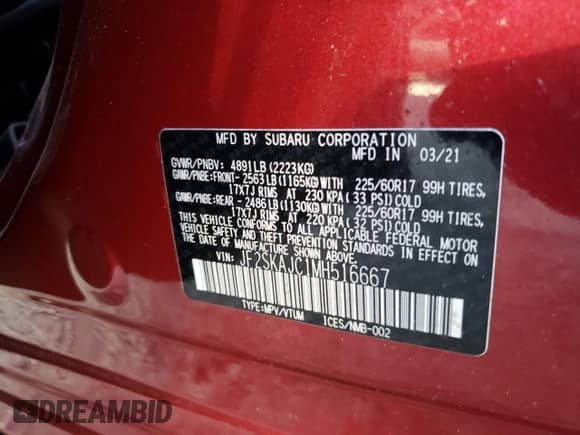 MFD BY SUBARU CORPORATION
GVWR/PNBV: 4891LB(2223KG) MFD IN 03/21
GAWR/PNBE:FRONT- 2563LB(1165KG)WITH 225/60R17 99H TIRES,
17X7J RIMS AT 230 KPA(33 PSI)COLD
GAWR/PNBE:REAR - 2486LB(1130KG)WITH 225/60R17 99H TIRES,
17X7J RIMS AT 220 KPA(32 PSI)COLD
THIS VEHICLE CONFORMS TO ALL APPLICABLE FEDERAL MOTOR
VEHICLE SAFETY AND THEFT PREVENTION STANDARDS IN EFFECT
ON THE DATE OF MANUFACTURE SHOWN ABOVE.
VIN: JF2SKAJC1MH516667
TYPE:MPV/VTUM ICES/NMB-002
DREAMBID